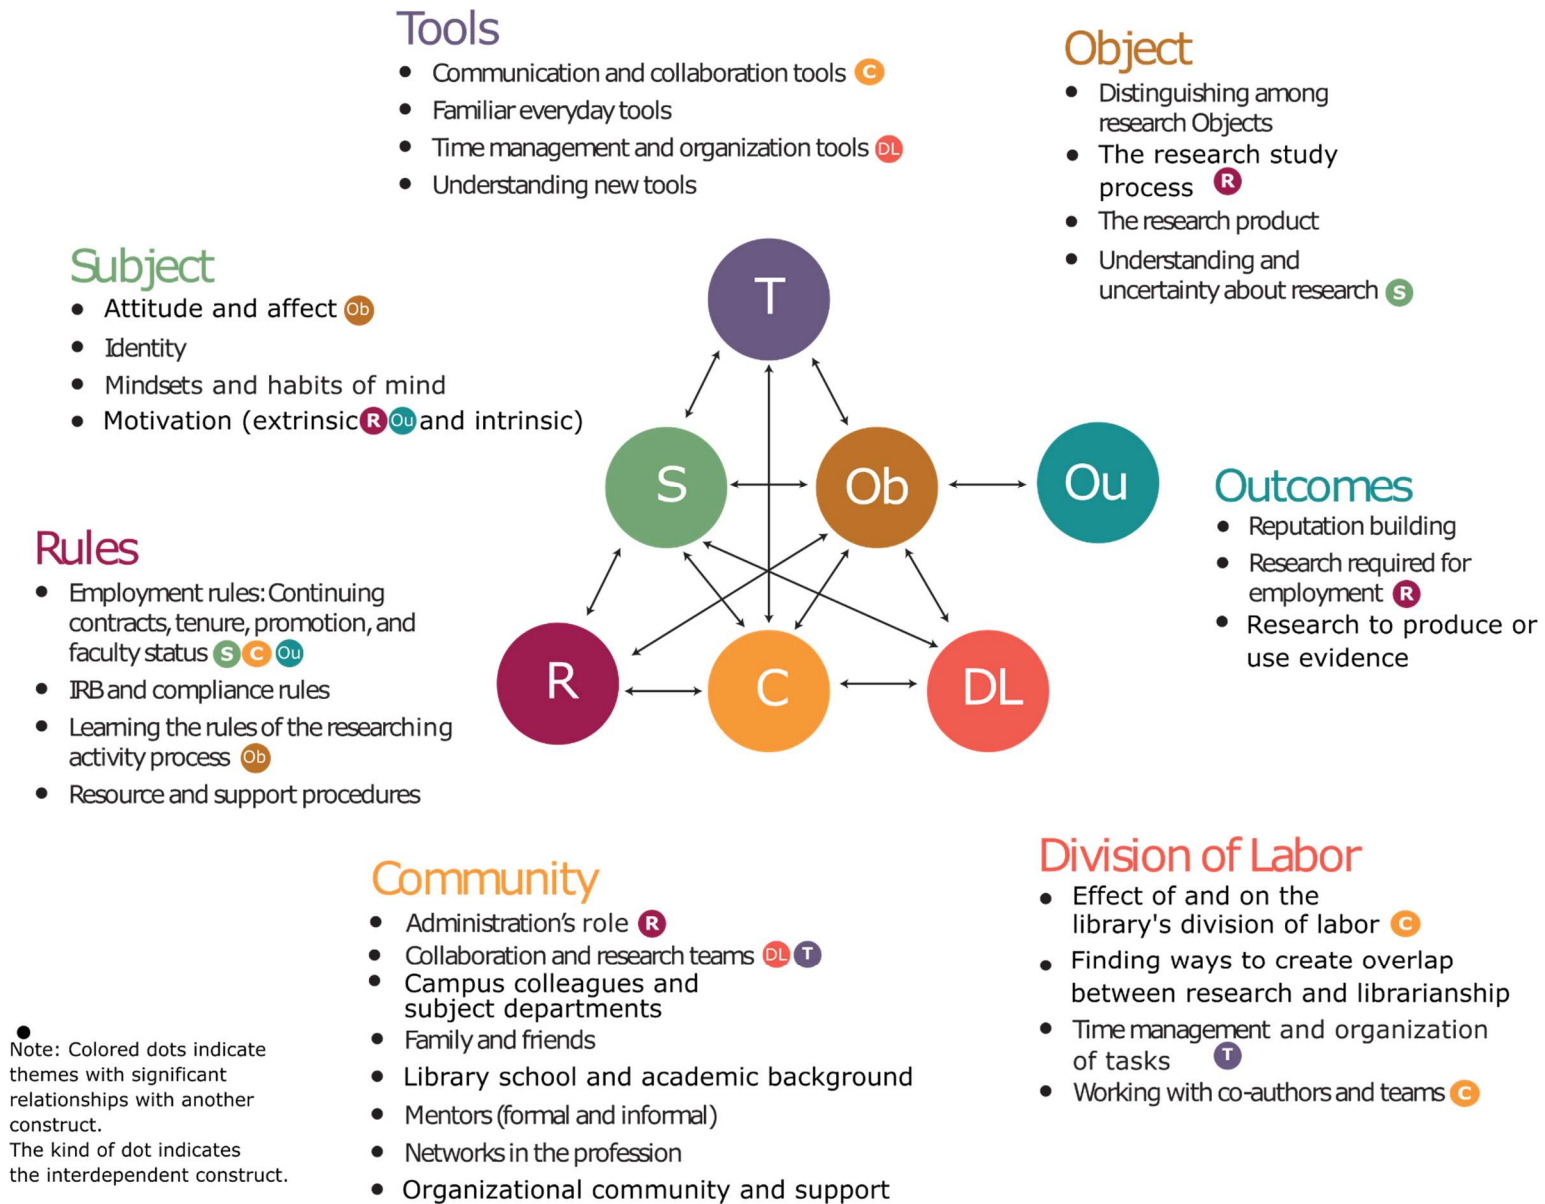 Tools
• Communication and collaboration tools C
• Familiar everyday tools
• Time management and organization tools DL
• Understanding new tools
Object
• Distinguishing among
research Objects
• The research study
process R
• The research product
• Understanding and
uncertainty about research S
Subject
• Attitude and affect Ob
• Identity
• Mindsets and habits of mind
• Motivation (extrinsic R Ou and intrinsic)
T
S
Ob
Ou
R
C
DL
Outcomes
• Reputation building
• Research required for
employment R
• Research to produce or
use evidence
Rules
• Employment rules: Continuing
contracts, tenure, promotion, and
faculty status S C Ou
• IRB and compliance rules
• Learning the rules of the researching
activity process Ob
• Resource and support procedures
Community
• Administration’s role R
• Collaboration and research teams DL T
• Campus colleagues and
subject departments
• Family and friends
• Library school and academic background
• Mentors (formal and informal)
• Networks in the profession
• Organizational community and support
Division of Labor
• Effect of and on the
library's division of labor C
• Finding ways to create overlap
between research and librarianship
• Time management and organization
of tasks T
• Working with co-authors and teams C
•
Note: Colored dots indicate
themes with significant
relationships with another
construct.
The kind of dot indicates
the interdependent construct.